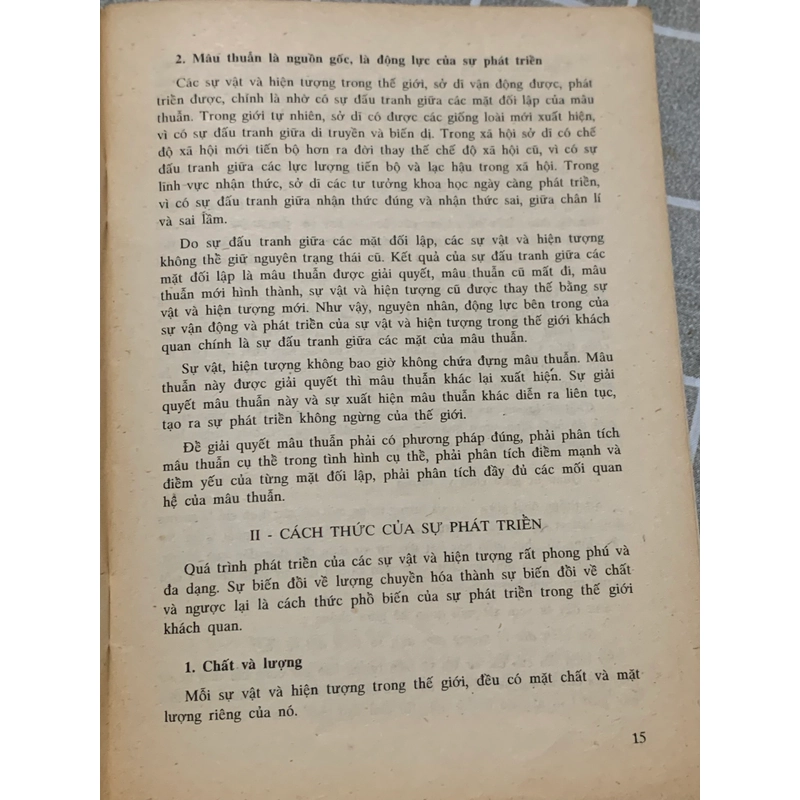 2. Mâu thuẫn là nguồn gốc, là động lực của sự phát triển
Các sự vật và hiện tượng trong thế giới, sở dĩ vận động được, phát
triển được, chính là nhờ có sự đấu tranh giữa các mặt đối lập của mâu
thuẫn. Trong giới tự nhiên, sở dĩ có được các giống loài mới xuất hiện,
vì có sự đấu tranh giữa di truyền và biến dị. Trong xã hội sở dĩ có chế
độ xã hội mới tiến bộ hơn ra đời thay thế chế độ xã hội cũ, vì có sự
đấu tranh giữa các lực lượng tiến bộ và lạc hậu trong xã hội. Trong
lĩnh vực nhận thức, sở dĩ các tư tưởng khoa học ngày càng phát triển,
vì có sự đấu tranh giữa nhận thức đúng và nhận thức sai, giữa chân lí
và sai lầm.
Do sự đấu tranh giữa các mặt đối lập, các sự vật và hiện tượng
không thể giữ nguyên trạng thái cũ. Kết quả của sự đấu tranh giữa các
mặt đối lập là mâu thuẫn được giải quyết, mâu thuẫn cũ mất đi, mâu
thuẫn mới hình thành, sự vật và hiện tượng cũ được thay thế bằng sự
vật và hiện tượng mới. Như vậy, nguyên nhân, động lực bên trong của
sự vận động và phát triển của sự vật và hiện tượng trong thế giới khách
quan chính là sự đấu tranh giữa các mặt của mâu thuẫn.
Sự vật, hiện tượng không bao giờ không chứa đựng mâu thuẫn. Mâu
thuẫn này được giải quyết thì mâu thuẫn khác lại xuất hiện. Sự giải
quyết mâu thuẫn này và sự xuất hiện mâu thuẫn khác diễn ra liên tục,
tạo ra sự phát triển không ngừng của thế giới.
Để giải quyết mâu thuẫn phải có phương pháp đúng, phải phân tích
mâu thuẫn cụ thể trong tình hình cụ thể, phải phân tích điểm mạnh và
điểm yếu của từng mặt đối lập, phải phân tích đầy đủ các mối quan
hệ của mâu thuẫn.
II - CÁCH THỨC CỦA SỰ PHÁT TRIỂN
Quá trình phát triển của các sự vật và hiện tượng rất phong phú và
đa dạng. Sự biến đổi về lượng chuyển hóa thành sự biến đổi về chất
và ngược lại là cách thức phổ biến của sự phát triển trong thế giới
khách quan.
1. Chất và lượng
Mỗi sự vật và hiện tượng trong thế giới, đều có mặt chất và mặt
lượng riêng của nó.
15